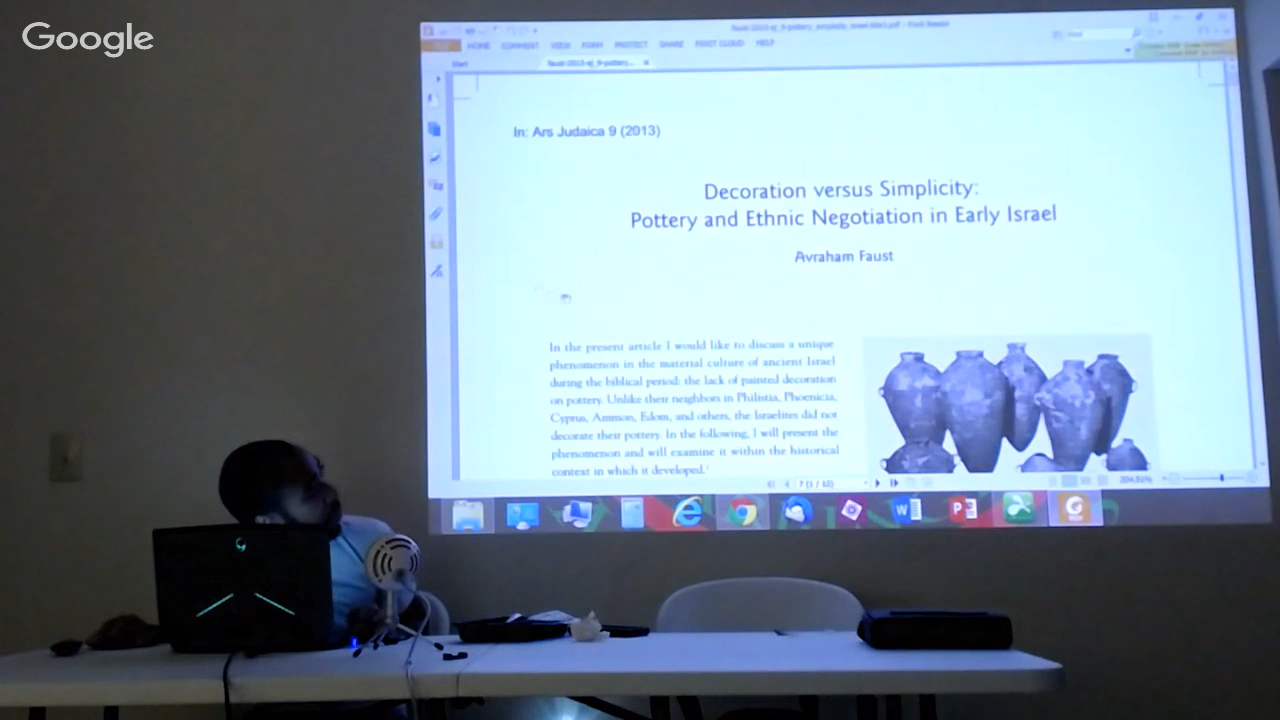 Google
HOME COMMENT VIEW FORM PROTECT SHARE FOXIT CLOUD HELP
Start
In: Ars Judaica 9 (2013)
Decoration versus Simplicity:
Pottery and Ethnic Negotiation in Early Israel
Avraham Faust
In the present article I would like to discuss a unique
phenomenon in the material culture of ancient Israel
during the biblical period: the lack of painted decoration
on pottery. Unlike their neighbors in Philistia, Phoenicia,
Cyprus, Ammon, Edom, and others, the Israelites did not
decorate their pottery. In the following, I will present the
phenomenon and will examine it within the historical
context in which it developed.¹
7 (1 / 12)